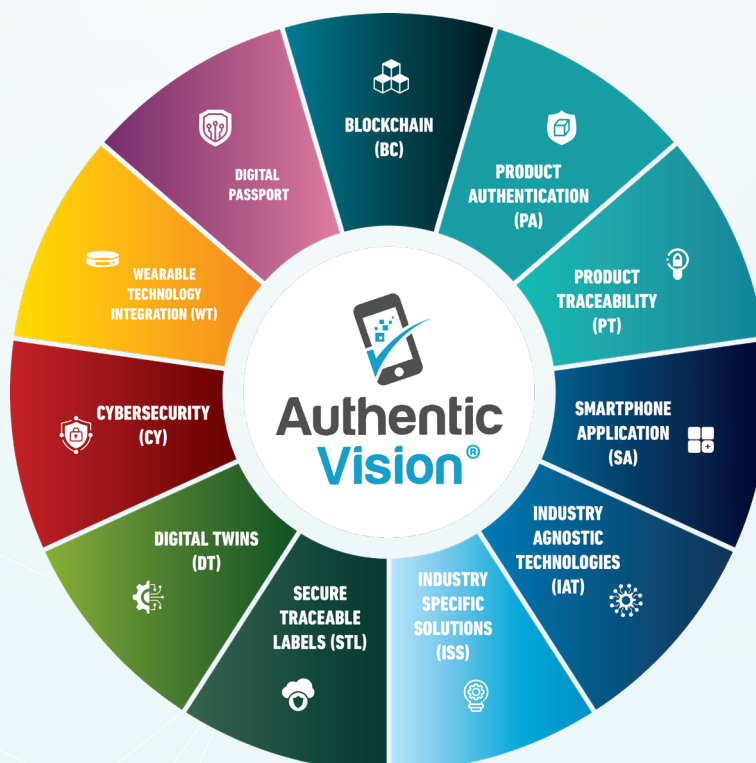 BLOCKCHAIN
(BC)
PRODUCT
AUTHENTICATION
(PA)
PRODUCT
TRACEABILITY
(PT)
SMARTPHONE
APPLICATION
(SA)
INDUSTRY
AGNOSTIC
TECHNOLOGIES
(IAT)
INDUSTRY
SPECIFIC
SOLUTIONS
(ISS)
SECURE
TRACEABLE
LABELS (STL)
DIGITAL TWINS
(DT)
CYBERSECURITY
(CY)
WEARABLE
TECHNOLOGY
INTEGRATION (WT)
DIGITAL
PASSPORT
Authentic
Vision®